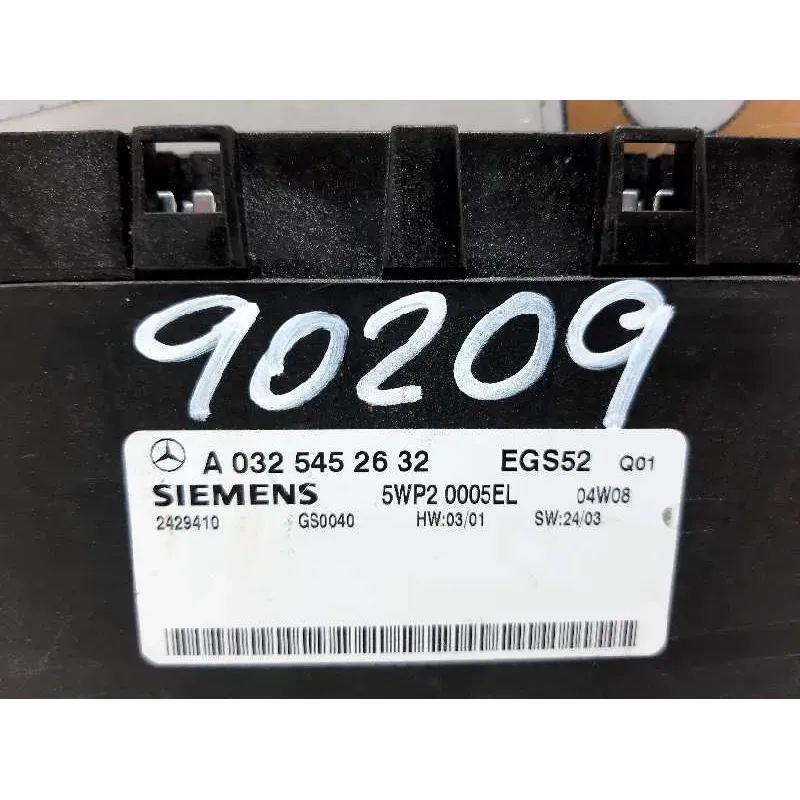 90209
A 032 545 26 32 EGS52 Q01
SIEMENS 5WP2 0005EL 04W08
2429410 GS0040 HW:03/01 SW:24/03